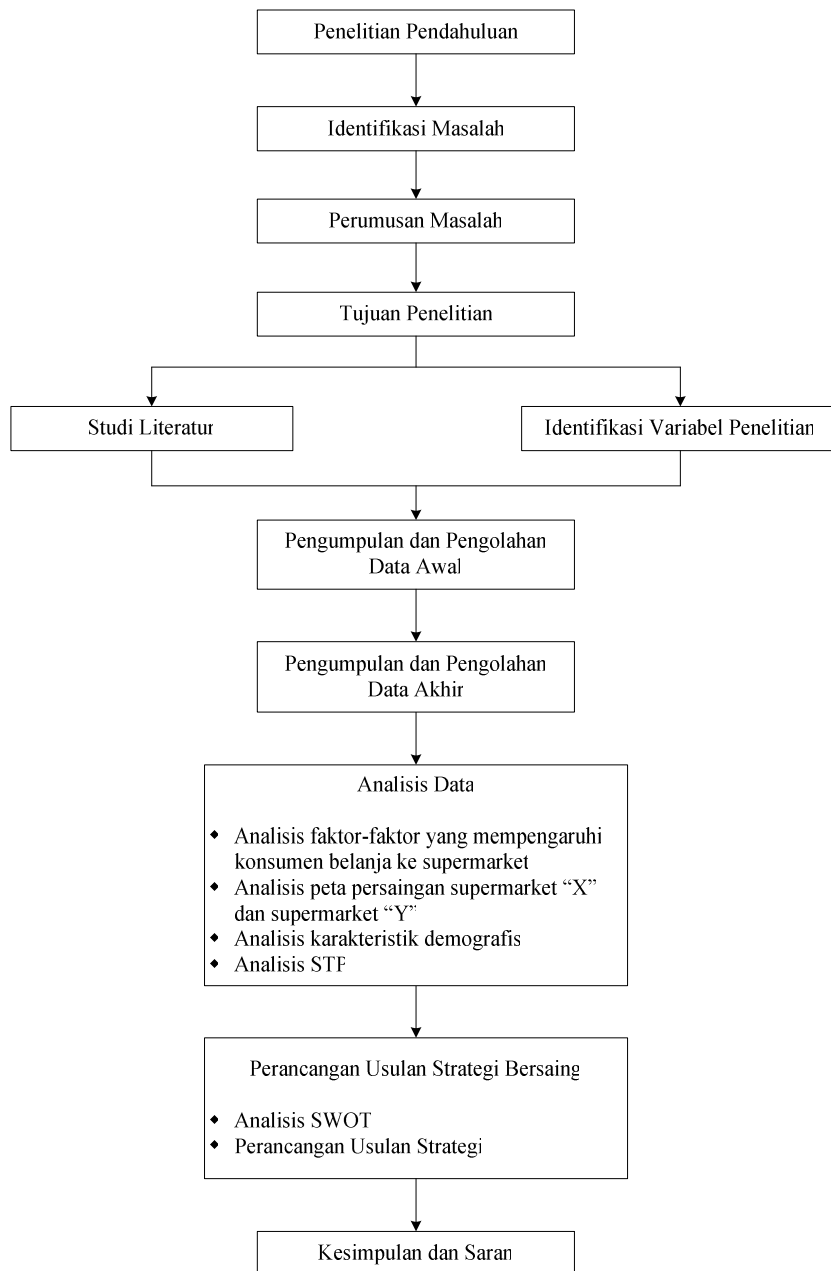 Penelitian Pendahuluan
Identifikasi Masalah
Perumusan Masalah
Tujuan Penelitian
Studi Literatur
Identifikasi Variabel Penelitian
Pengumpulan dan Pengolahan
Data Awal
Pengumpulan dan Pengolahan
Data Akhir
Analisis Data
◆ Analisis faktor-faktor yang mempengaruhi
konsumen belanja ke supermarket
◆ Analisis peta persaingan supermarket “X”
dan supermarket “Y”
◆ Analisis karakteristik demografis
◆ Analisis STP
Perancangan Usulan Strategi Bersaing
◆ Analisis SWOT
◆ Perancangan Usulan Strategi
Kesimpulan dan Saran